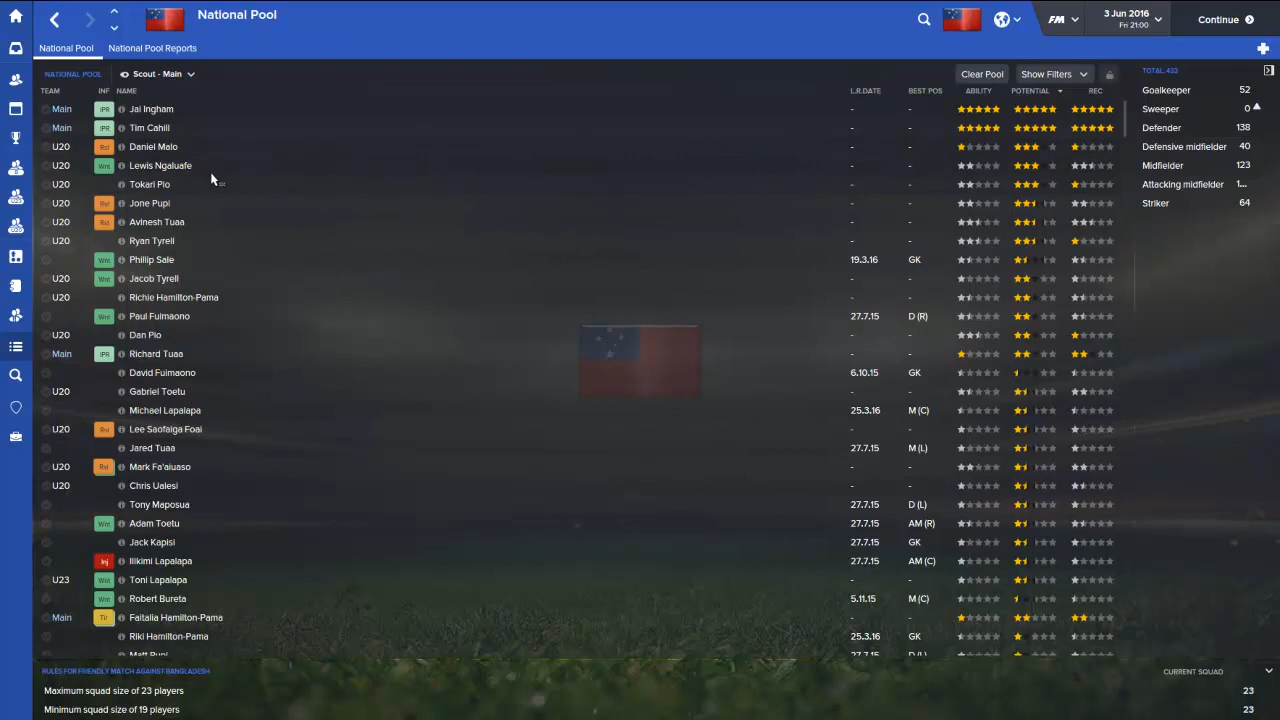 National Pool
FM 3 Jun 2016 Fri 21:00 Continue
National Pool National Pool Reports
NATIONAL POOL Scout - Main Clear Pool Show Filters
TEAM INF NAME L.R.DATE BEST POS ABILITY POTENTIAL REC
Main IPR Jai Ingham - -
Main IPR Tim Cahill - -
U20 Rst Daniel Malo - -
U20 Wnt Lewis Ngaluafe - -
U20 Tokari Pio - -
U20 Rst Jone Pupi - -
U20 Rst Avinesh Tuaa - -
U20 Ryan Tyrell - -
Wnt Phillip Sale 19.3.16 GK
U20 Wnt Jacob Tyrell - -
U20 Richie Hamilton-Pama - -
Wnt Paul Fuimaono 27.7.15 D (R)
U20 Dan Pio - -
Main IPR Richard Tuaa - -
David Fuimaono 6.10.15 GK
U20 Gabriel Toetu - -
Michael Lapalapa 25.3.16 M (C)
U20 Rst Lee Saofaiga Foai - -
Jared Tuaa 27.7.15 M (L)
U20 Rst Mark Fa'aiuaso - -
U20 Chris Ualesi - -
Tony Maposua 27.7.15 D (L)
Wnt Adam Toetu 27.7.15 AM (R)
Jack Kapisi 27.7.15 GK
Inj Ilikimi Lapalapa 27.7.15 AM (C)
U23 Wnt Toni Lapalapa - -
Wnt Robert Bureta 5.11.15 M (C)
Main Tir Faitalia Hamilton-Pama - -
Riki Hamilton-Pama 25.3.16 GK
Matt Pupi 27.7.15 D (L)
TOTAL: 432
Goalkeeper 52
Sweeper 0
Defender 138
Defensive midfielder 40
Midfielder 123
Attacking midfielder 1...
Striker 64
RULES FOR FRIENDLY MATCH AGAINST BANGLADESH CURRENT SQUAD
Maximum squad size of 23 players 23
Minimum squad size of 19 players 23